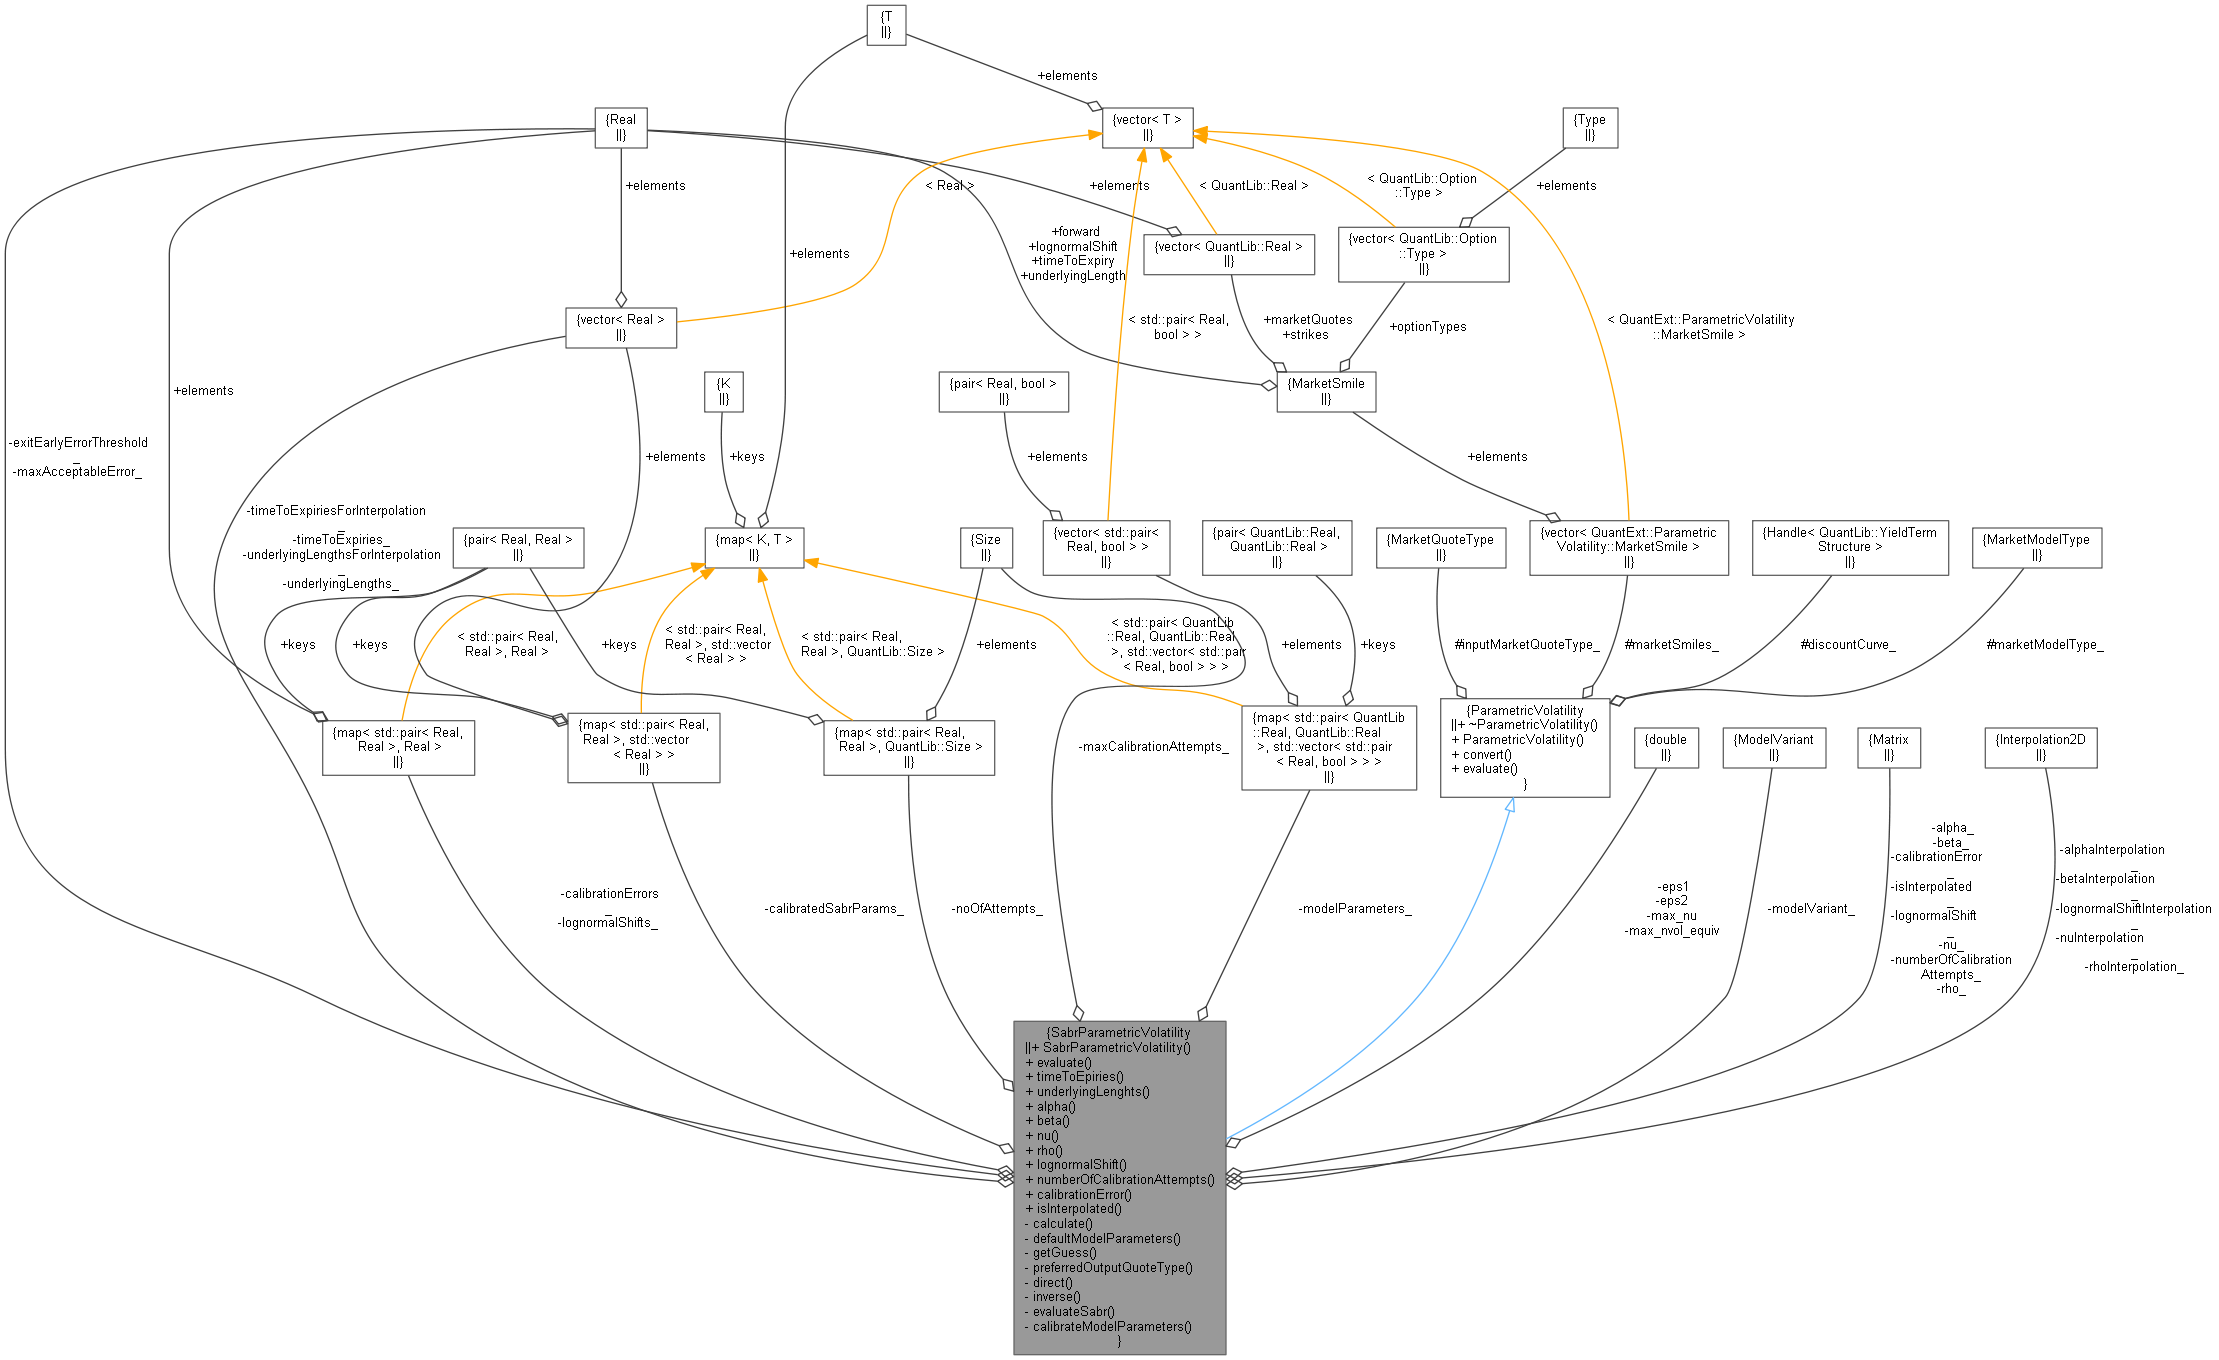 {T
||}
+elements
{Real
||}
{vector< T >
||}
{Type
||}
+elements
< Real >
+elements
< QuantLib::Real >
< QuantLib::Option
::Type >
+elements
+forward
+lognormalShift
+timeToExpiry
+underlyingLength
{vector< QuantLib::Real >
||}
{vector< QuantLib::Option
::Type >
||}
+elements
{vector< Real >
||}
< std::pair< Real,
bool > >
+marketQuotes
+strikes
+optionTypes
< QuantExt::ParametricVolatility
::MarketSmile >
+elements
{K
||}
{pair< Real, bool >
||}
{MarketSmile
||}
-exitEarlyErrorThreshold
_
-maxAcceptableError_
+elements
+keys
+elements
+elements
-timeToExpiriesForInterpolation
_
-timeToExpiries_
-underlyingLengthsForInterpolation
_
-underlyingLengths_
{pair< Real, Real >
||}
{map< K, T >
||}
{Size
||}
{vector< std::pair<
Real, bool > >
||}
{pair< QuantLib::Real,
QuantLib::Real >
||}
{MarketQuoteType
||}
{vector< QuantExt::Parametric
Volatility::MarketSmile >
||}
{Handle< QuantLib::YieldTerm
Structure >
||}
{MarketModelType
||}
+keys
+keys
< std::pair< Real,
Real >, Real >
+keys
< std::pair< Real,
Real >, std::vector
< Real > >
< std::pair< Real,
Real >, QuantLib::Size >
+elements
< std::pair< QuantLib
::Real, QuantLib::Real
>, std::vector< std::pair
< Real, bool > > >
+elements
+keys
#inputMarketQuoteType_
#marketSmiles_
#discountCurve_
#marketModelType_
{map< std::pair< Real,
Real >, Real >
||}
{map< std::pair< Real,
Real >, std::vector
< Real > >
||}
{map< std::pair< Real,
Real >, QuantLib::Size >
||}
-maxCalibrationAttempts_
{map< std::pair< QuantLib
::Real, QuantLib::Real
>, std::vector< std::pair
< Real, bool > > >
||}
{ParametricVolatility
||+ ~ParametricVolatility()
+ ParametricVolatility()
+ convert()
+ evaluate()
}
{double
||}
{ModelVariant
||}
{Matrix
||}
{Interpolation2D
||}
-calibrationErrors
_
-lognormalShifts_
-calibratedSabrParams_
-noOfAttempts_
-modelParameters_
-eps1
-eps2
-max_nu
-max_nvol_equiv
-modelVariant_
-alpha_
-beta_
-calibrationError
_
-isInterpolated
_
-lognormalShift
_
-nu_
-numberOfCalibration
Attempts_
-rho_
-alphaInterpolation
_
-betaInterpolation
_
-lognormalShiftInterpolation
_
-nuInterpolation
_
-rhoInterpolation_
{SabrParametricVolatility
||+ SabrParametricVolatility()
+ evaluate()
+ timeToEpiries()
+ underlyingLenghts()
+ alpha()
+ beta()
+ nu()
+ rho()
+ lognormalShift()
+ numberOfCalibrationAttempts()
+ calibrationError()
+ isInterpolated()
- calculate()
- defaultModelParameters()
- getGuess()
- preferredOutputQuoteType()
- direct()
- inverse()
- evaluateSabr()
- calibrateModelParameters()
}